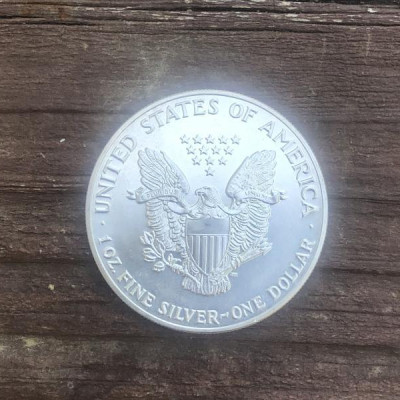 UNITED STATES OF AMERICA
1 OZ. FINE SILVER~ONE DOLLAR